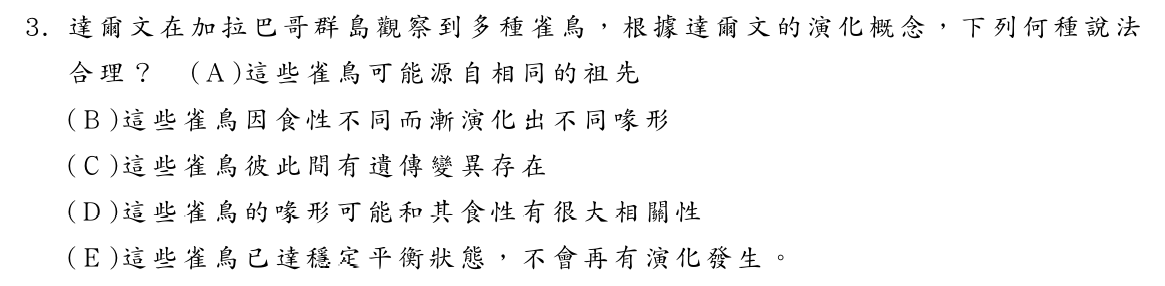 3. 達爾文在加拉巴哥群島觀察到多種雀鳥，根據達爾文的演化概念，下列何種說法
合理？ (A)這些雀鳥可能源自相同的祖先
(B)這些雀鳥因食性不同而漸演化出不同喙形
(C)這些雀鳥彼此間有遺傳變異存在
(D)這些雀鳥的喙形可能和其食性有很大相關性
(E)這些雀鳥已達穩定平衡狀態，不會再有演化發生。